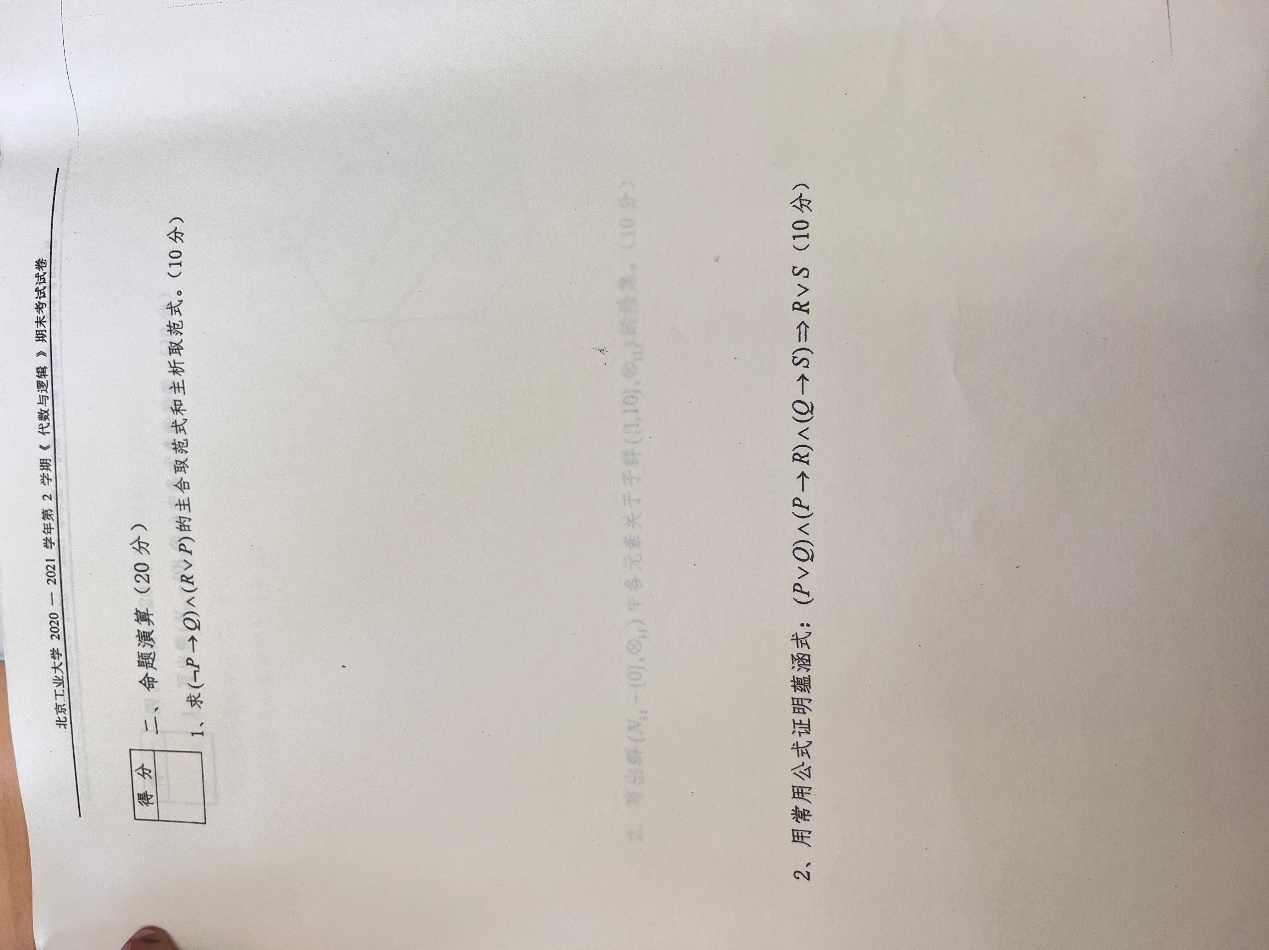 北京工业大学 2020 — 2021 学年第 2 学期《 代数与逻辑 》 期末考试试卷
得 分
二、命题演算（20 分）
1、求(¬P→Q)∧(R∨P)的主合取范式和主析取范式。（10 分）
2、用常用公式证明蕴涵式：(P∨Q)∧(P→R)∧(Q→S)⇒R∨S（10 分）